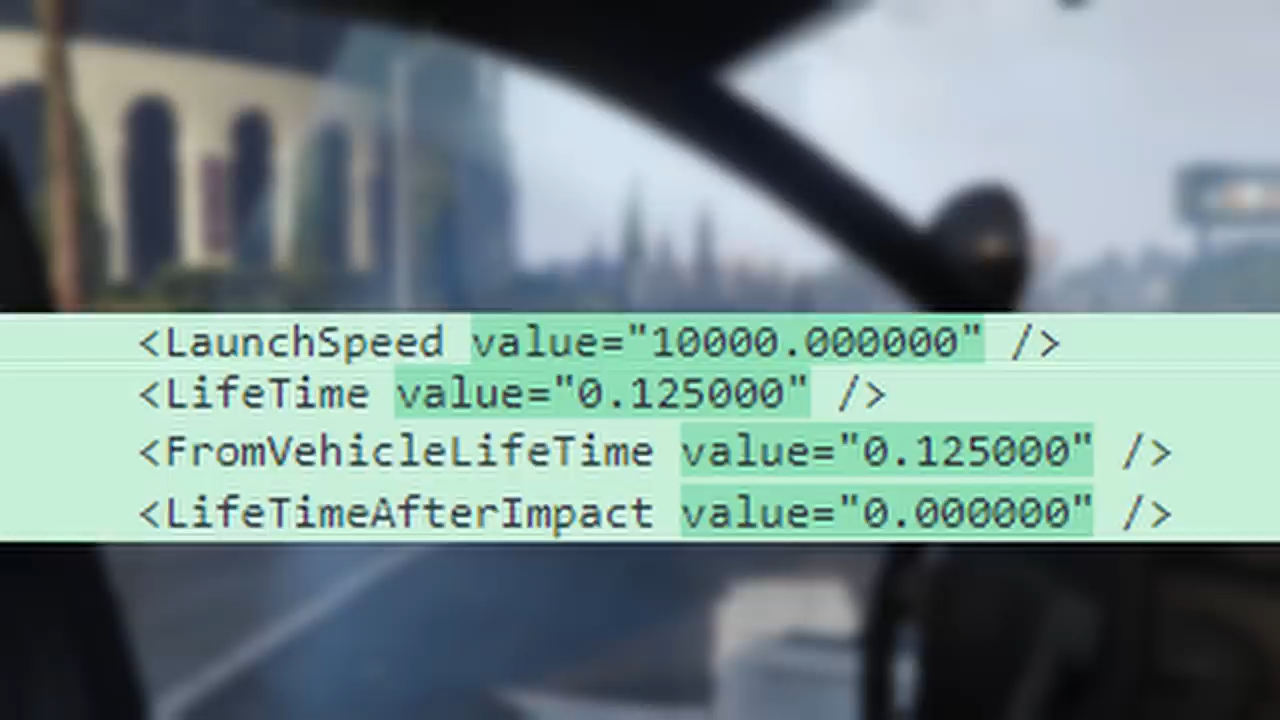 <LaunchSpeed value="10000.000000" />
<LifeTime value="0.125000" />
<FromVehicleLifeTime value="0.125000" />
<LifeTimeAfterImpact value="0.000000" />